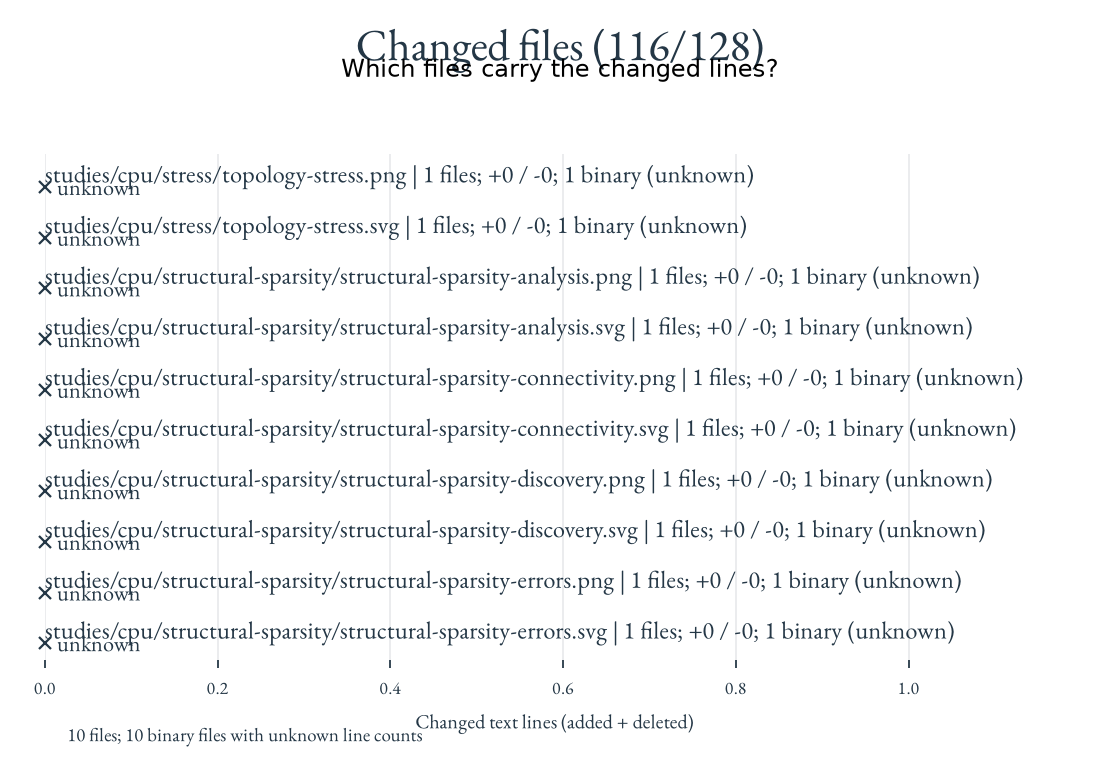 Changed files (116/128)
Which files carry the changed lines?
studies/cpu/stress/topology-stress.png | 1 files; +0 / -0; 1 binary (unknown)
unknown
studies/cpu/stress/topology-stress.svg | 1 files; +0 / -0; 1 binary (unknown)
unknown
studies/cpu/structural-sparsity/structural-sparsity-analysis.png | 1 files; +0 / -0; 1 binary (unknown)
unknown
studies/cpu/structural-sparsity/structural-sparsity-analysis.svg | 1 files; +0 / -0; 1 binary (unknown)
unknown
studies/cpu/structural-sparsity/structural-sparsity-connectivity.png | 1 files; +0 / -0; 1 binary (unknown)
unknown
studies/cpu/structural-sparsity/structural-sparsity-connectivity.svg | 1 files; +0 / -0; 1 binary (unknown)
unknown
studies/cpu/structural-sparsity/structural-sparsity-discovery.png | 1 files; +0 / -0; 1 binary (unknown)
unknown
studies/cpu/structural-sparsity/structural-sparsity-discovery.svg | 1 files; +0 / -0; 1 binary (unknown)
unknown
studies/cpu/structural-sparsity/structural-sparsity-errors.png | 1 files; +0 / -0; 1 binary (unknown)
unknown
studies/cpu/structural-sparsity/structural-sparsity-errors.svg | 1 files; +0 / -0; 1 binary (unknown)
unknown
0.0 0.2 0.4 0.6 0.8 1.0
Changed text lines (added + deleted)
10 files; 10 binary files with unknown line counts